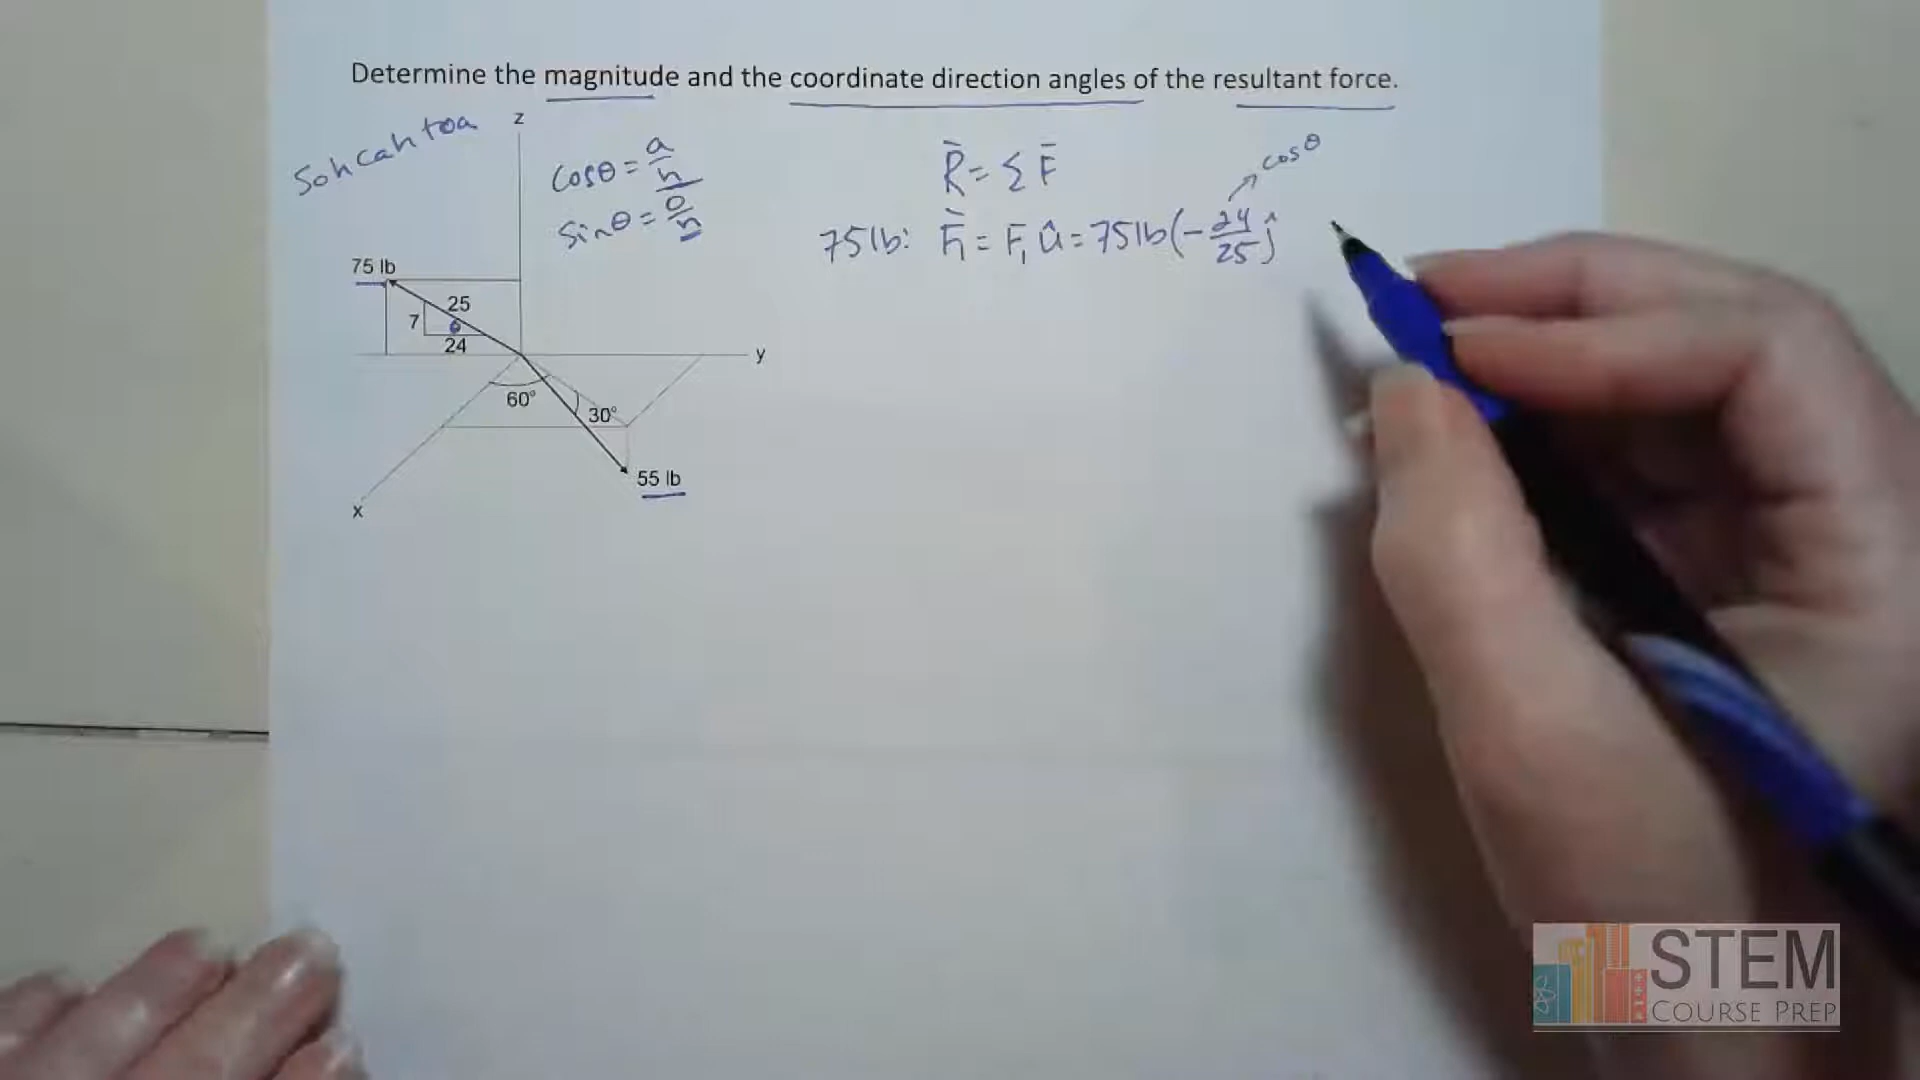 Determine the magnitude and the coordinate direction angles of the resultant force.
Sohcahtoa
z
cosθ = a/h
sinθ = o/h
R̄ = Σ F̄
cosθ
75lb: F̄₁ = F₁ û = 75lb(-24/25 ĵ
75 lb
25
7
θ
24
y
60°
30°
55 lb
x
STEM
COURSE PREP